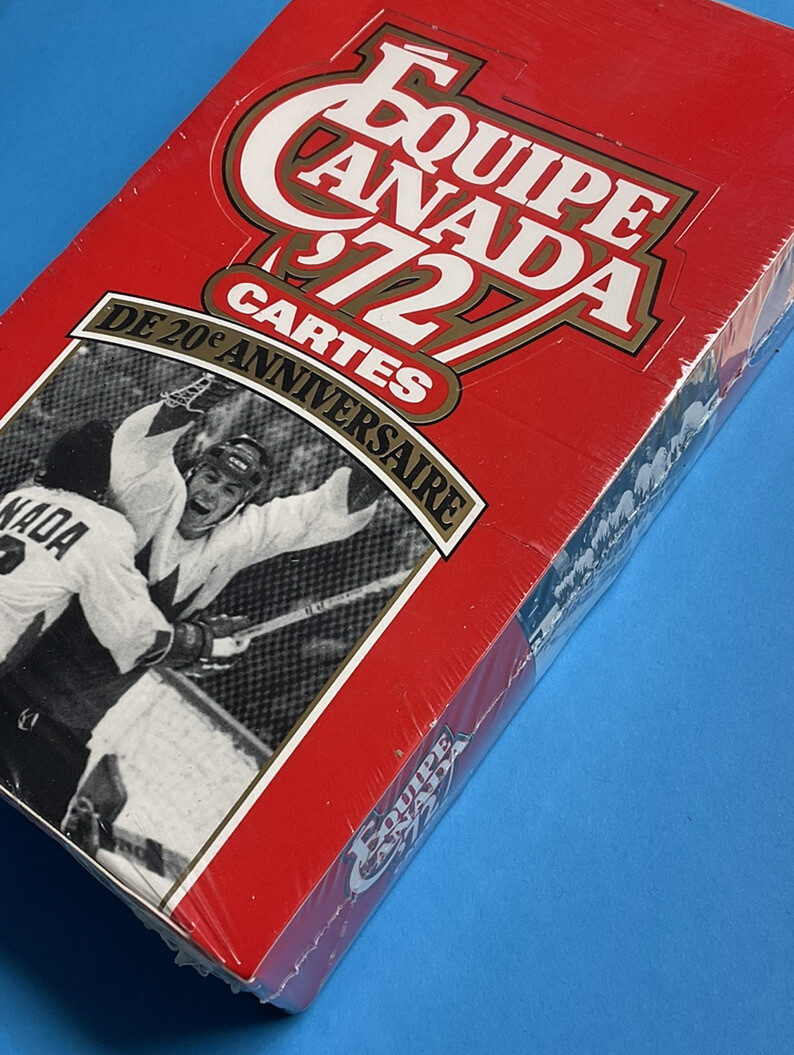 ÉQUIPE
CANADA
'72
CARTES
DE 20e ANNIVERSAIRE
NADA
ÉQUIPE
CANADA
'72